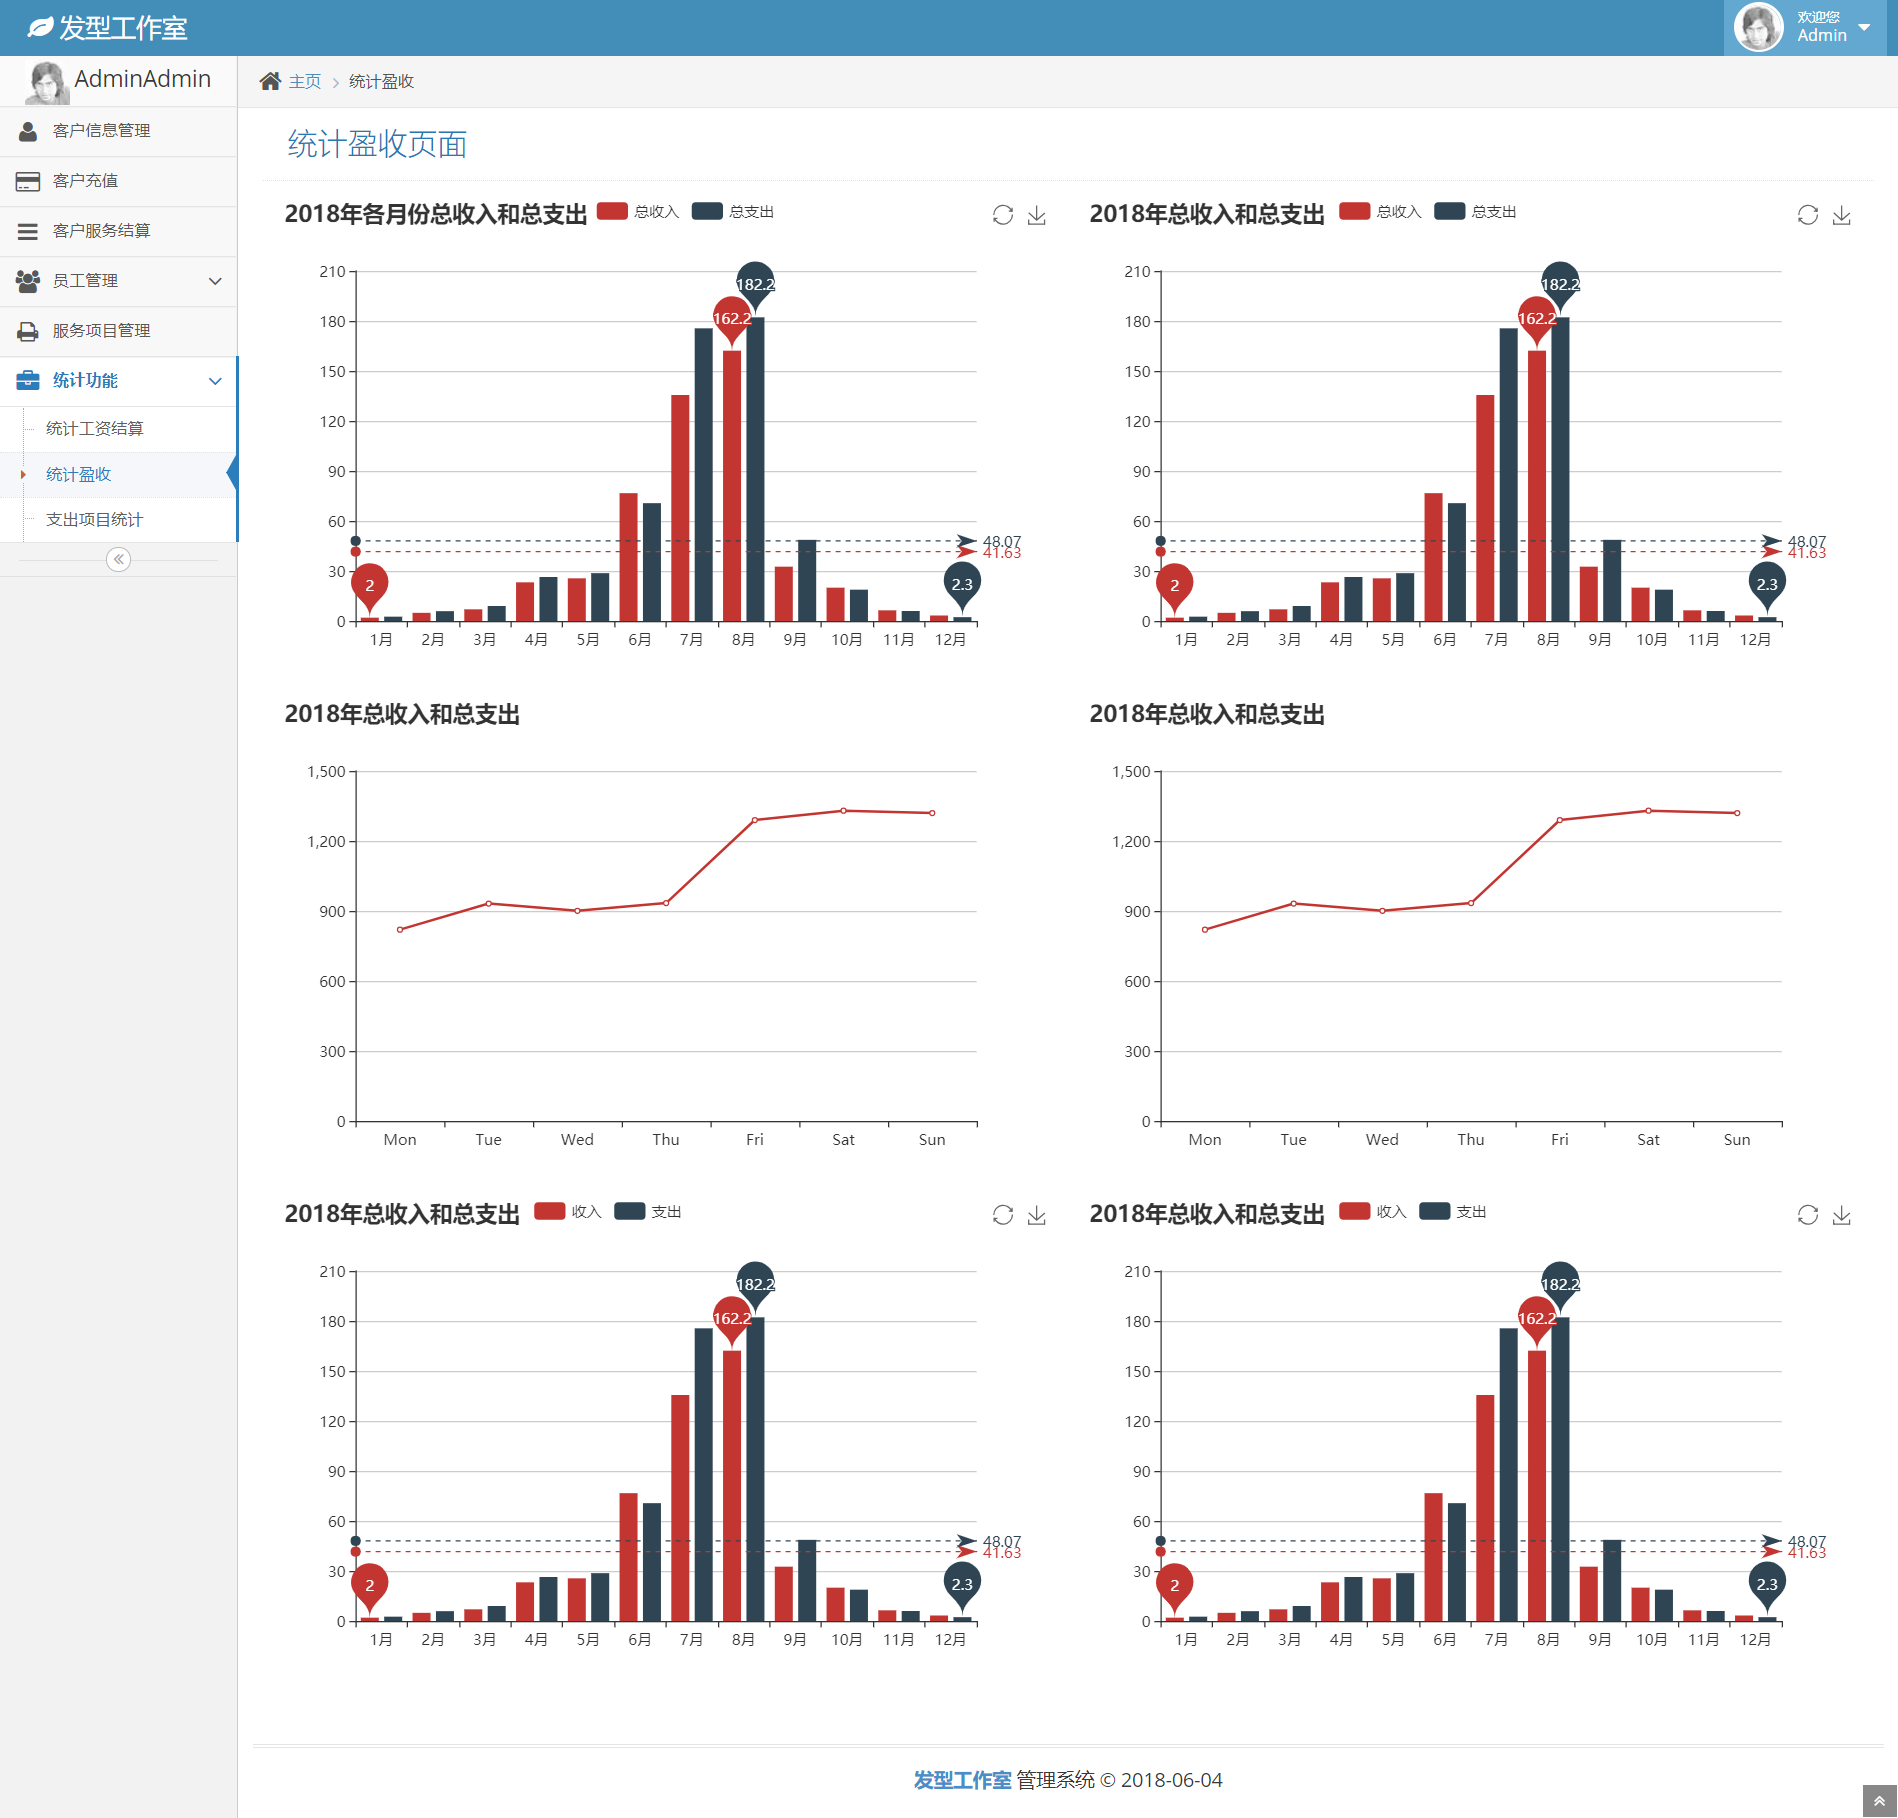 发型工作室
欢迎您
Admin
AdminAdmin
主页 统计盈收
客户信息管理
客户充值
客户服务结算
员工管理
服务项目管理
统计功能
统计工资结算
统计盈收
支出项目统计
统计盈收页面
2018年各月份总收入和总支出 总收入 总支出
210
180
150
120
90
60
30
0
182.2
162.2
48.07
41.63
2
2.3
1月 2月 3月 4月 5月 6月 7月 8月 9月 10月 11月 12月
2018年总收入和总支出 总收入 总支出
210
180
150
120
90
60
30
0
182.2
162.2
48.07
41.63
2
2.3
1月 2月 3月 4月 5月 6月 7月 8月 9月 10月 11月 12月
2018年总收入和总支出
1,500
1,200
900
600
300
0
Mon Tue Wed Thu Fri Sat Sun
2018年总收入和总支出
1,500
1,200
900
600
300
0
Mon Tue Wed Thu Fri Sat Sun
2018年总收入和总支出 收入 支出
210
180
150
120
90
60
30
0
182.2
162.2
48.07
41.63
2
2.3
1月 2月 3月 4月 5月 6月 7月 8月 9月 10月 11月 12月
2018年总收入和总支出 收入 支出
210
180
150
120
90
60
30
0
182.2
162.2
48.07
41.63
2
2.3
1月 2月 3月 4月 5月 6月 7月 8月 9月 10月 11月 12月
发型工作室 管理系统 © 2018-06-04